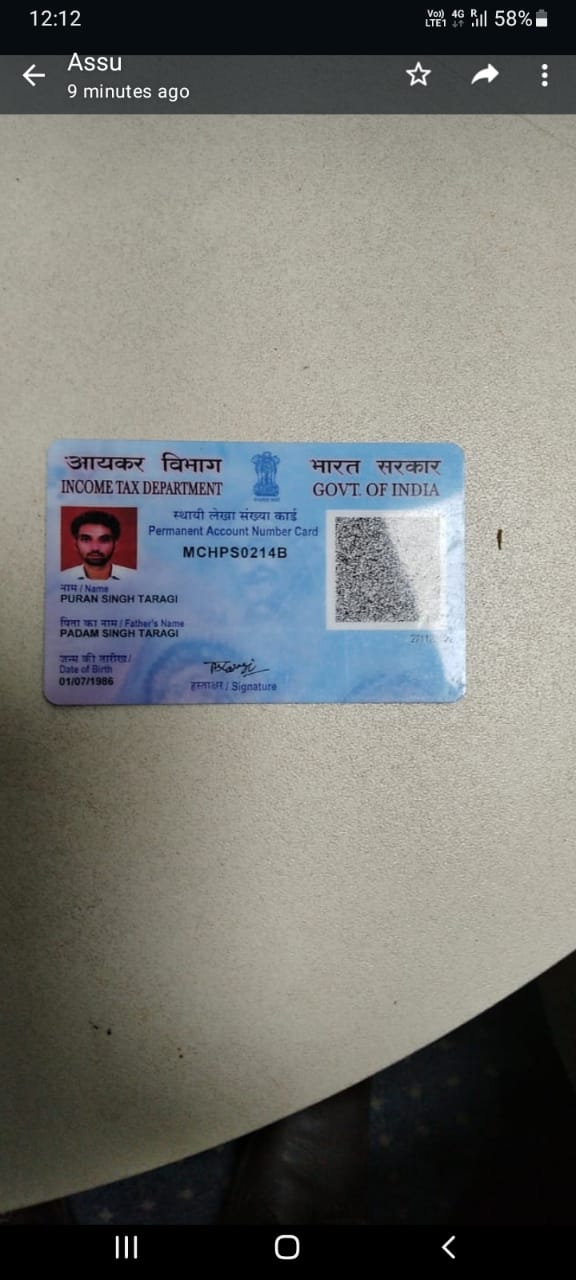 12:12
Vo) 4G R 58%
LTE1
Assu
9 minutes ago
आयकर विभाग
INCOME TAX DEPARTMENT
भारत सरकार
GOVT. OF INDIA
स्थायी लेखा संख्या कार्ड
Permanent Account Number Card
MCHPS0214B
नाम / Name
PURAN SINGH TARAGI
पिता का नाम / Father's Name
PADAM SINGH TARAGI
जन्म की तारीख /
Date of Birth
01/07/1986
हस्ताक्षर / Signature